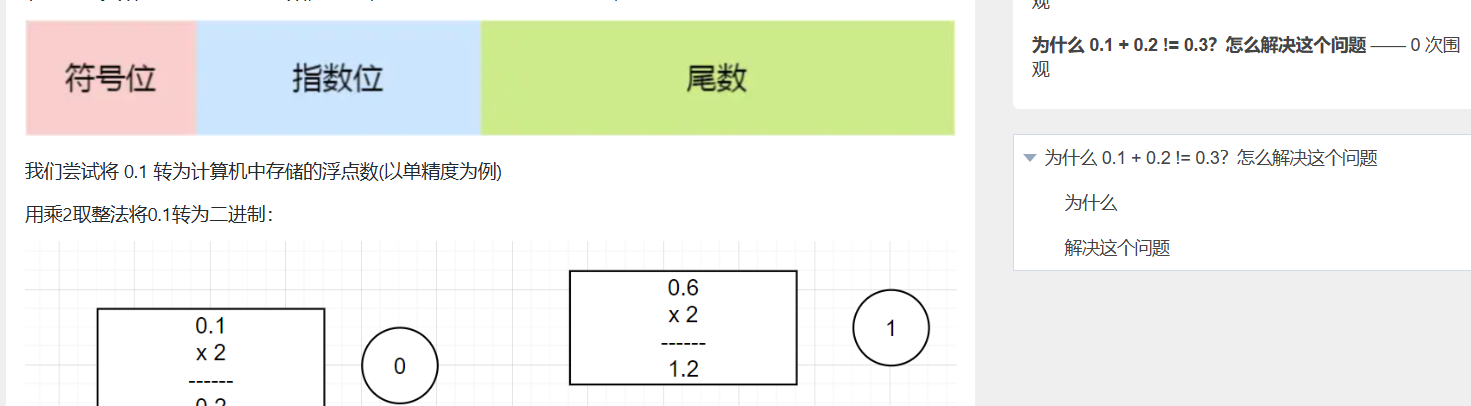 符号位 指数位 尾数
我们尝试将 0.1 转为计算机中存储的浮点数(以单精度为例)
用乘2取整法将0.1转为二进制：
0.1
x 2
------
0.2
0
0.6
x 2
------
1.2
1
观
为什么 0.1 + 0.2 != 0.3？怎么解决这个问题 —— 0 次围
观
为什么 0.1 + 0.2 != 0.3？怎么解决这个问题
为什么
解决这个问题